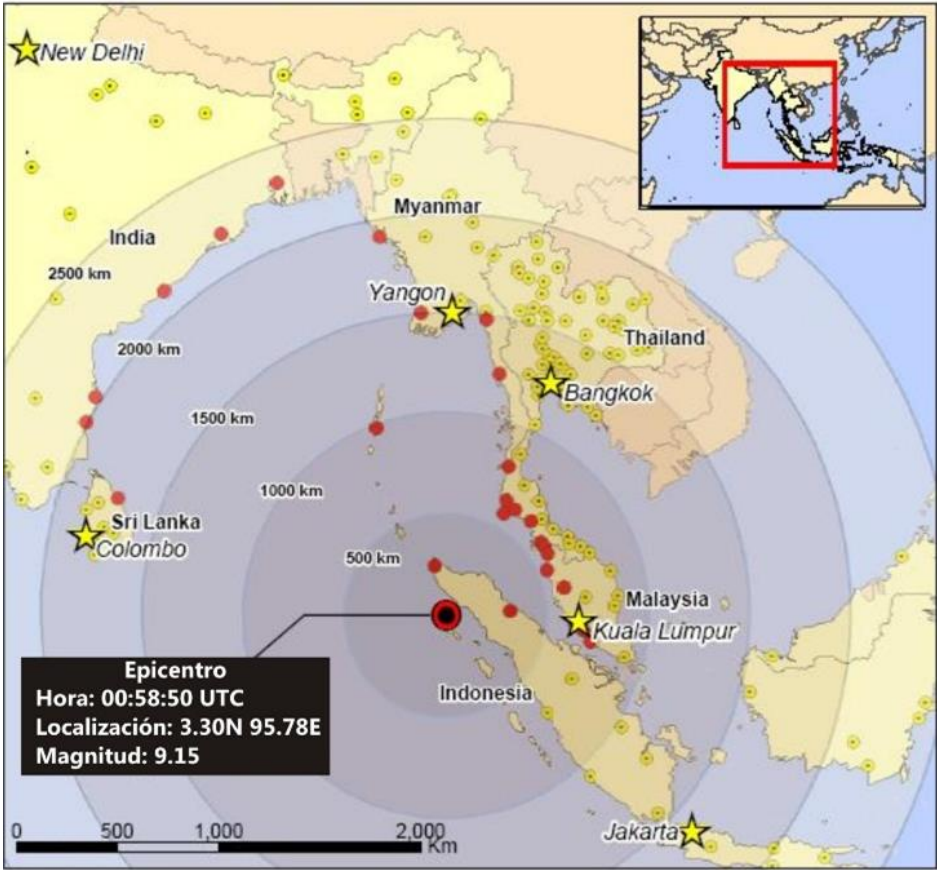 New Delhi
Myanmar
India
2500 km
Yangon
Thailand
2000 km
Bangkok
1500 km
1000 km
Sri Lanka
Colombo
500 km
Malaysia
Kuala Lumpur
Epicentro
Hora: 00:58:50 UTC
Localización: 3.30N 95.78E
Magnitud: 9.15
Indonesia
0 500 1,000 2,000
Km
Jakarta